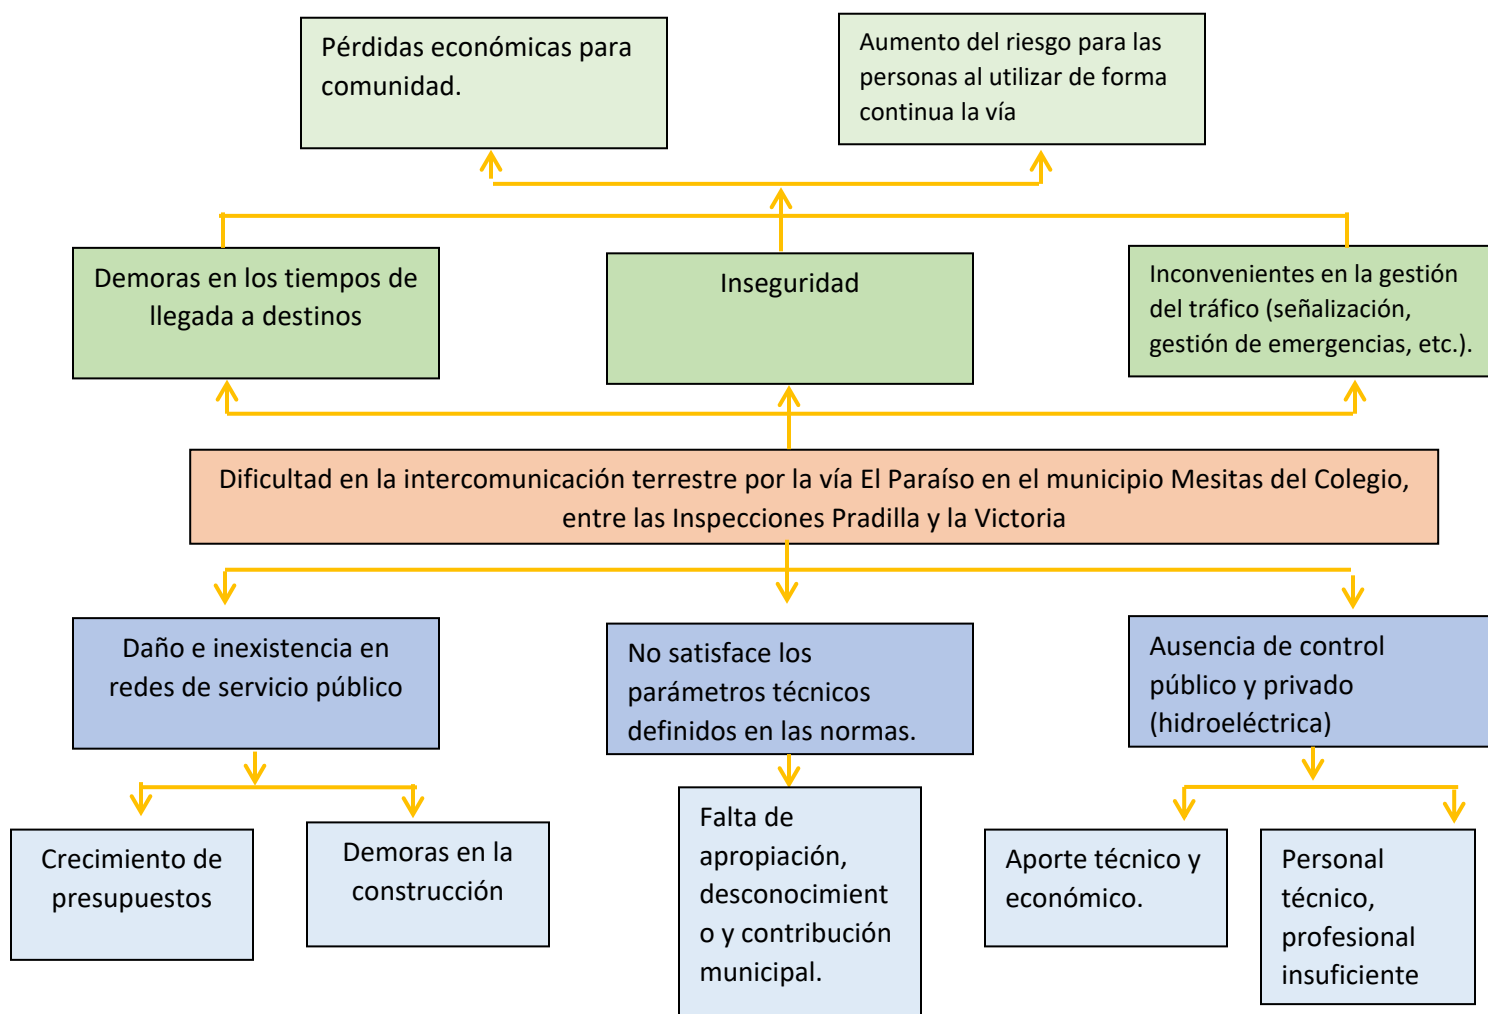 Pérdidas económicas para
comunidad.
Aumento del riesgo para las
personas al utilizar de forma
continua la vía
Demoras en los tiempos de
llegada a destinos
Inseguridad
Inconvenientes en la gestión
del tráfico (señalización,
gestión de emergencias, etc.).
Dificultad en la intercomunicación terrestre por la vía El Paraíso en el municipio Mesitas del Colegio,
entre las Inspecciones Pradilla y la Victoria
Daño e inexistencia en
redes de servicio público
No satisface los
parámetros técnicos
definidos en las normas.
Ausencia de control
público y privado
(hidroeléctrica)
Crecimiento de
presupuestos
Demoras en la
construcción
Falta de
apropiación,
desconocimient
o y contribución
municipal.
Aporte técnico y
económico.
Personal
técnico,
profesional
insuficiente